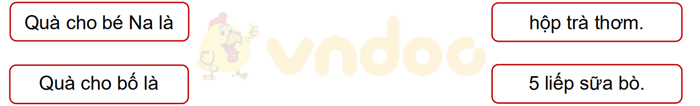 Quà cho bé Na là
hộp trà thơm.
vndoc
Quà cho bố là
5 liếp sữa bò.